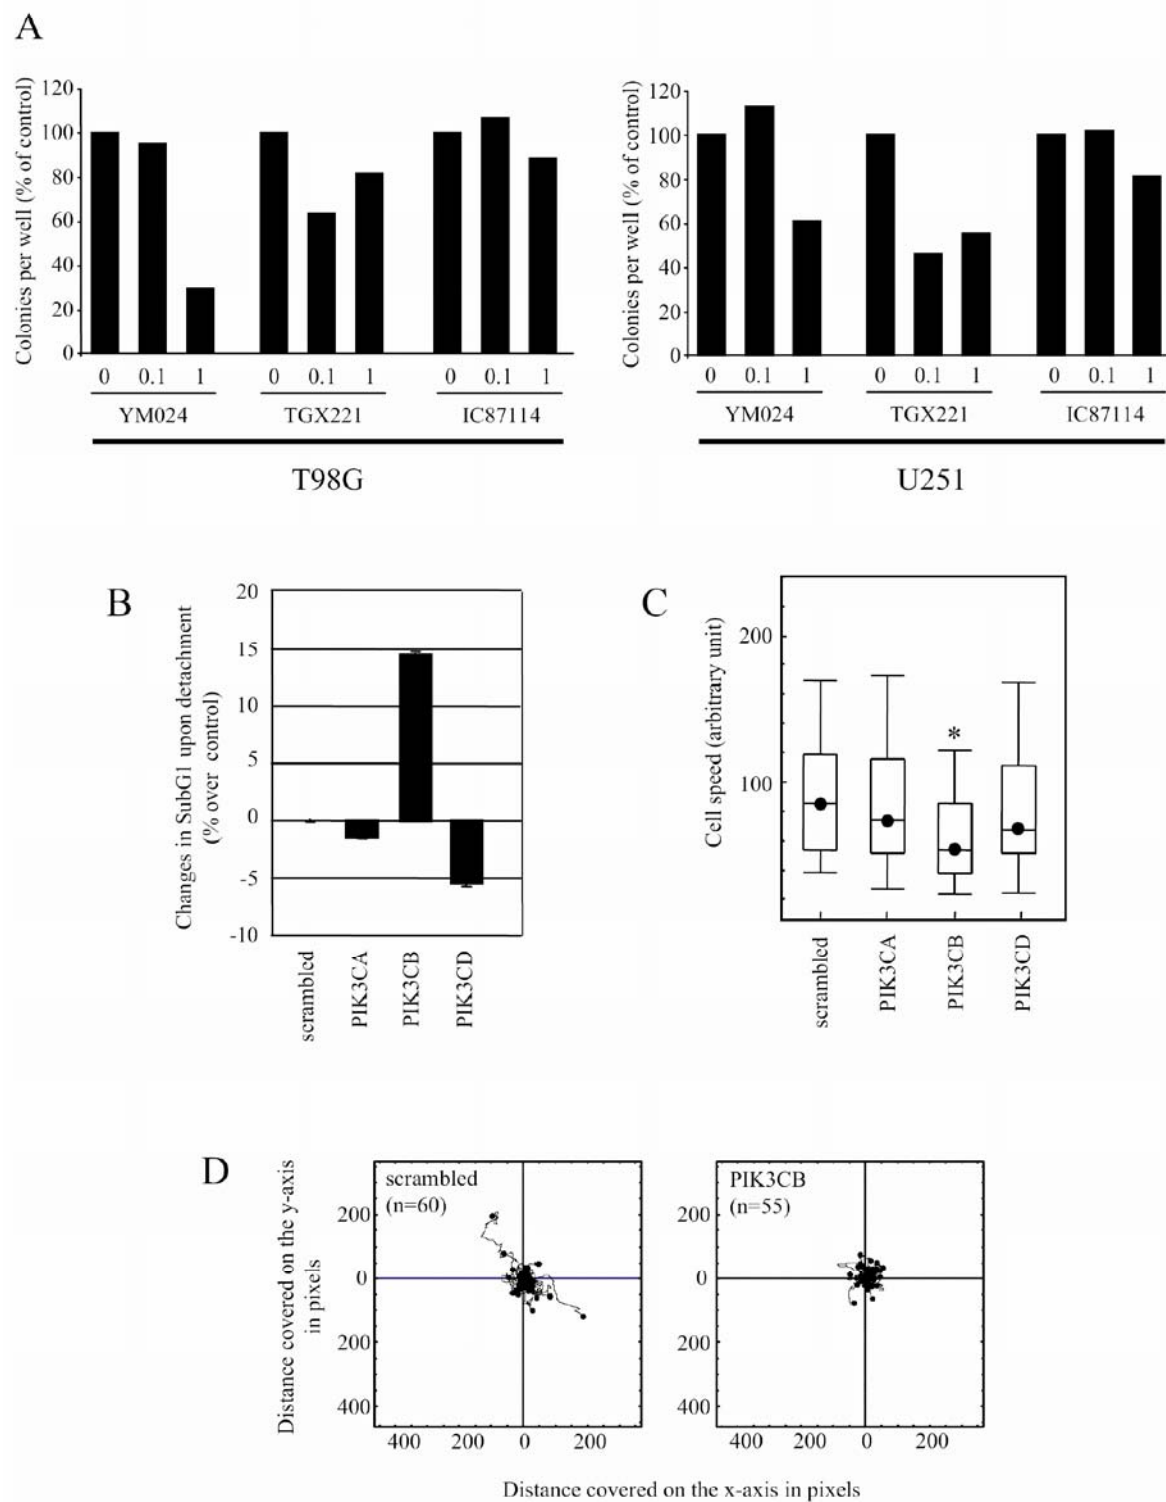 A
Colonies per well (% of control)
120
100
80
60
40
20
0
0 0.1 1 0 0.1 1 0 0.1 1
YM024 TGX221 IC87114
T98G
Colonies per well (% of control)
120
100
80
60
40
20
0
0 0.1 1 0 0.1 1 0 0.1 1
YM024 TGX221 IC87114
U251
B
Changes in SubG1 upon detachment
(% over control)
20
15
10
5
0
-5
-10
scrambled
PIK3CA
PIK3CB
PIK3CD
C
Cell speed (arbitrary unit)
200
100
*
scrambled
PIK3CA
PIK3CB
PIK3CD
D
Distance covered on the y-axis
in pixels
scrambled
(n=60)
200
0
200
400
400 200 0 200
PIK3CB
(n=55)
200
0
200
400
400 200 0 200
Distance covered on the x-axis in pixels